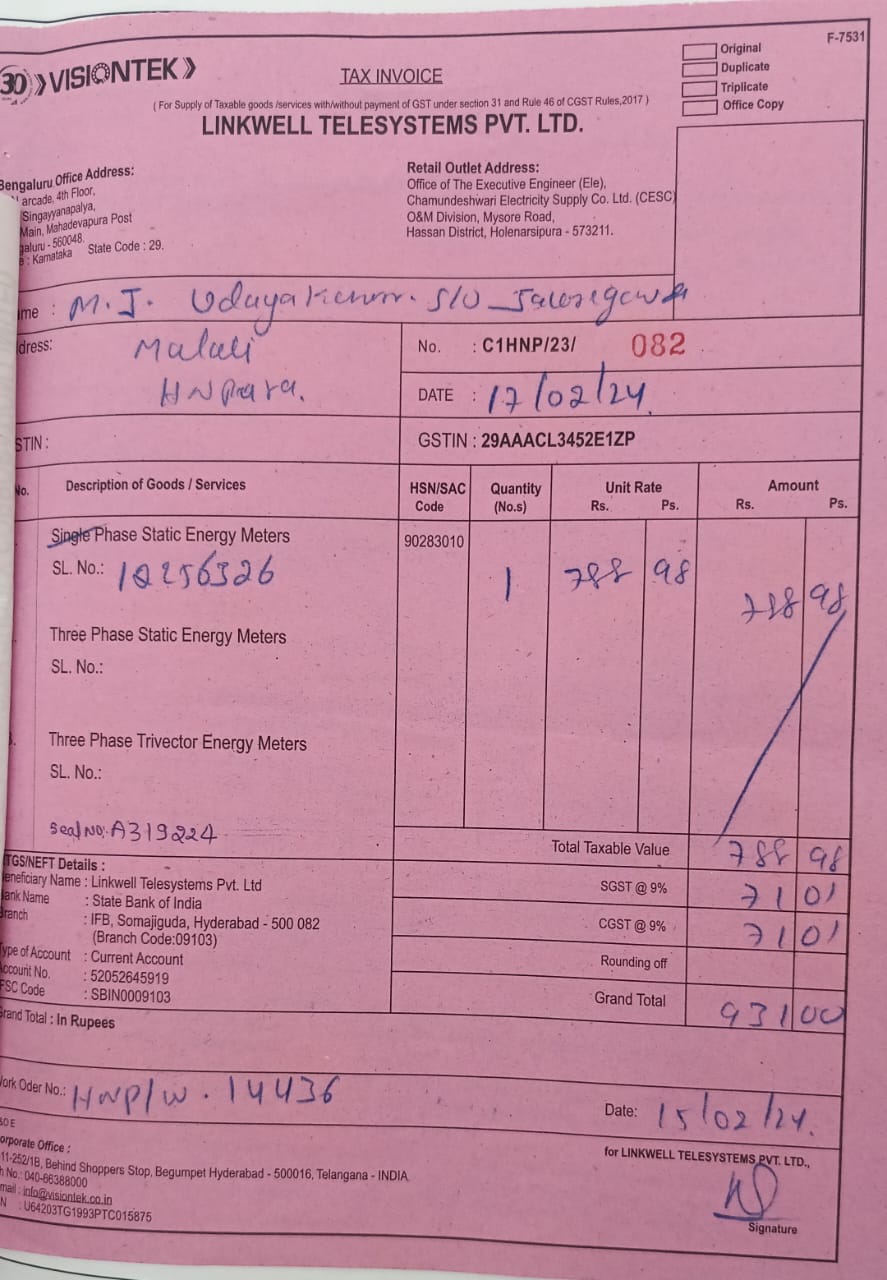 F-7531
Original
Duplicate
Triplicate
Office Copy
30 VISIONTEK
TAX INVOICE
( For Supply of Taxable goods /services with/without payment of GST under section 31 and Rule 46 of CGST Rules,2017 )
LINKWELL TELESYSTEMS PVT. LTD.
Bengaluru Office Address:
arcade, 4th Floor,
Singayyanapalya,
Main, Mahadevapura Post
galuru - 560048.
: Karnataka State Code : 29.
Retail Outlet Address:
Office of The Executive Engineer (Ele),
Chamundeshwari Electricity Supply Co. Ltd. (CESC)
O&M Division, Mysore Road,
Hassan District, Holenarsipura - 573211.
me : M.J. Udayakumar. S/O
dress: Malali
HNPura.
No. : C1HNP/23/ 082
DATE : 17/02/24.
STIN :
GSTIN : 29AAACL3452E1ZP
No. Description of Goods / Services HSN/SAC Code Quantity (No.s) Unit Rate Rs. Ps. Amount Rs. Ps.
Single Phase Static Energy Meters 90283010
SL. No.: 10256326 1 788 98 788 98
Three Phase Static Energy Meters
SL. No.:
Three Phase Trivector Energy Meters
SL. No.:
Seal No: A319224
Total Taxable Value 788 98
SGST @ 9% 71 01
CGST @ 9% 71 01
Rounding off
Grand Total 931 00
TGS/NEFT Details :
eneficiary Name : Linkwell Telesystems Pvt. Ltd
ank Name : State Bank of India
ranch : IFB, Somajiguda, Hyderabad - 500 082
(Branch Code:09103)
ype of Account : Current Account
ccount No. : 52052645919
FSC Code : SBIN0009103
rand Total : In Rupees
ork Oder No.: HNP/W. 14436
Date: 15/02/24.
SO E
orporate Office :
11-252/1B, Behind Shoppers Stop, Begumpet Hyderabad - 500016, Telangana - INDIA
h No.: 040-66388000
mail : info@visiontek.co.in
N : U64203TG1993PTC015875
for LINKWELL TELESYSTEMS PVT. LTD.,
Signature